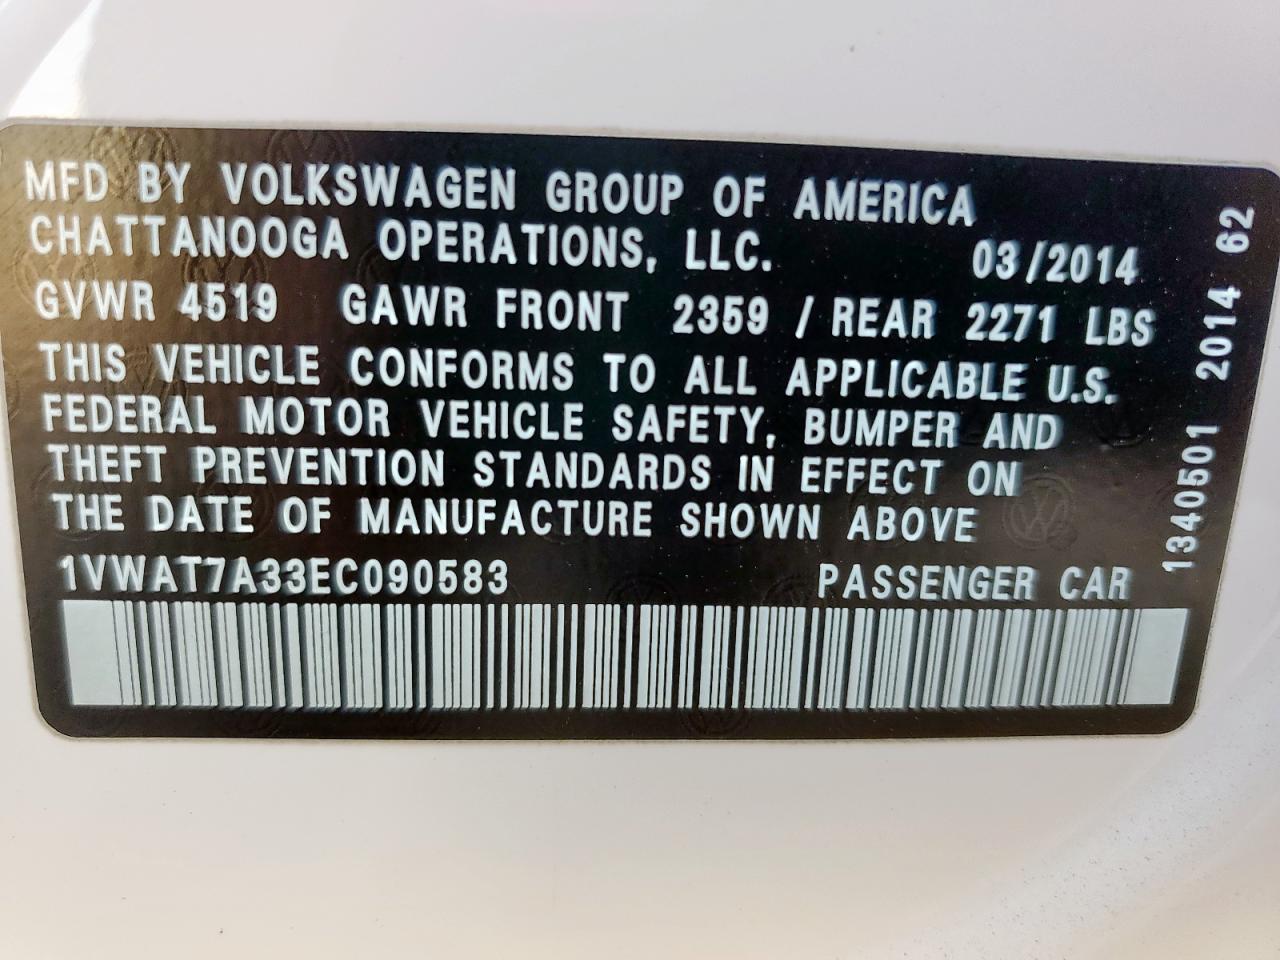 MFD BY VOLKSWAGEN GROUP OF AMERICA
CHATTANOOGA OPERATIONS, LLC. 03/2014
GVWR 4519 GAWR FRONT 2359 / REAR 2271 LBS
THIS VEHICLE CONFORMS TO ALL APPLICABLE U.S.
FEDERAL MOTOR VEHICLE SAFETY, BUMPER AND
THEFT PREVENTION STANDARDS IN EFFECT ON
THE DATE OF MANUFACTURE SHOWN ABOVE
1VWAT7A33EC090583 PASSENGER CAR
1340501 2014 62